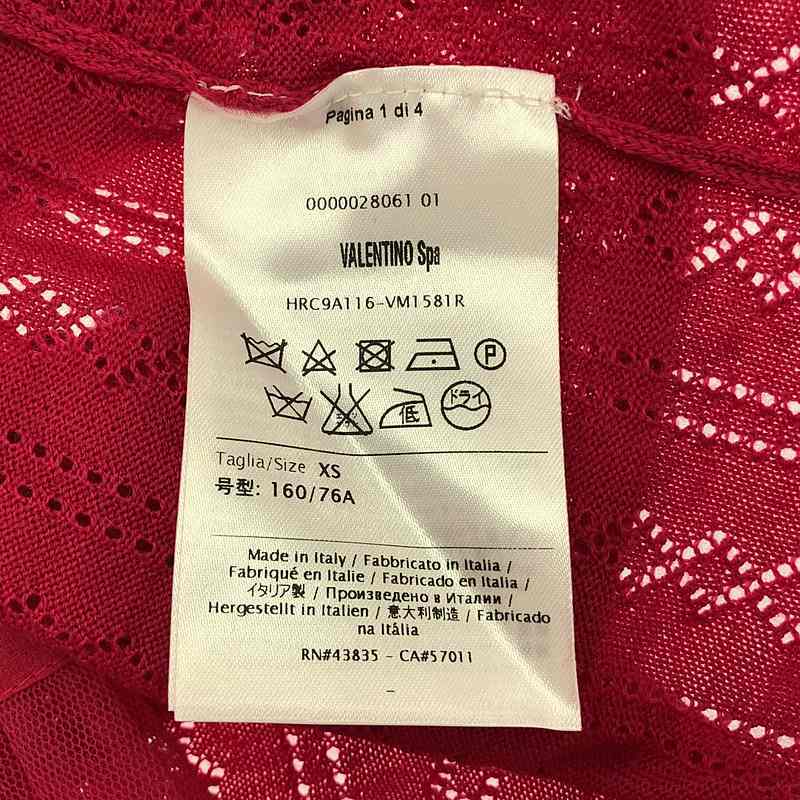 Pagina 1 di 4
0000028061 01
VALENTINO Spa
HRC9A116-VM1581R
P
低 ドライ
Taglia/Size XS
号型: 160/76A
Made in Italy / Fabbricato in Italia /
Fabriqué en Italie / Fabricado en Italia /
イタリア製 / Произведено в Италии /
Hergestellt in Italien / 意大利制造 / Fabricado
na Itália
RN#43835 - CA#57011
-